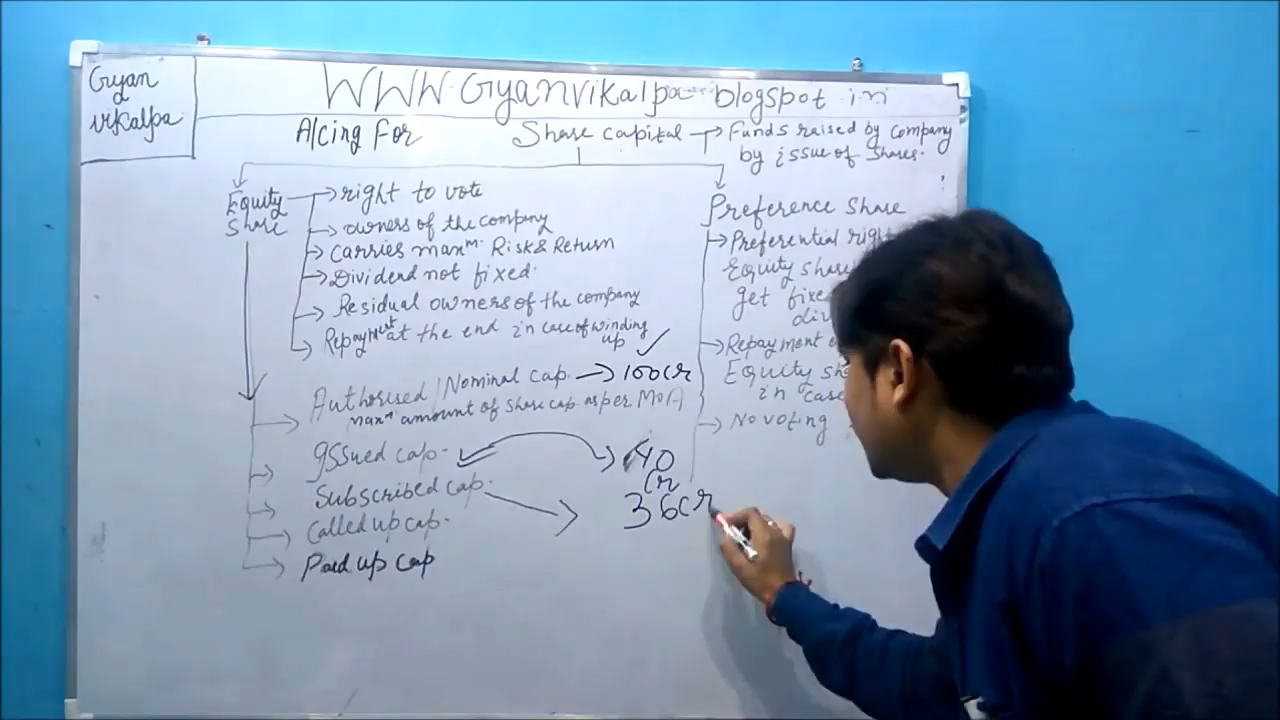 Gyan
vikalpa
WWW.Gyanvikalpa.blogspot.in
A/cing For
Share capital → Funds raised by company
by issue of Shares.
Equity
Share
→ right to vote
→ owners of the company
→ Carries maxm. Risk & Return
→ Dividend not fixed.
→ Residual owners of the company
→ Repayment at the end in case of winding
up
→ Authorised / Nominal cap. → 100cr
maxm amount of share cap as per MOA
→ Issued cap. → 40
Cr
→ Subscribed cap. → 36cr
→ Called up cap.
→ Paid up cap
Preference Share
→ Preferential right
Equity share
get fixe
div
→ Repayment o
Equity sh
in case
→ No voting